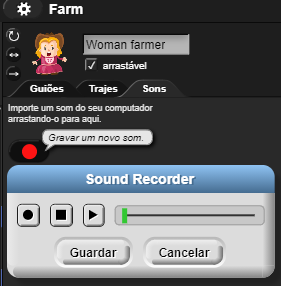 Farm
Woman farmer
arrastável
Guiões Trajes Sons
Importe um som do seu computador
arrastando-o para aqui.
Gravar um novo som.
Sound Recorder
Guardar Cancelar